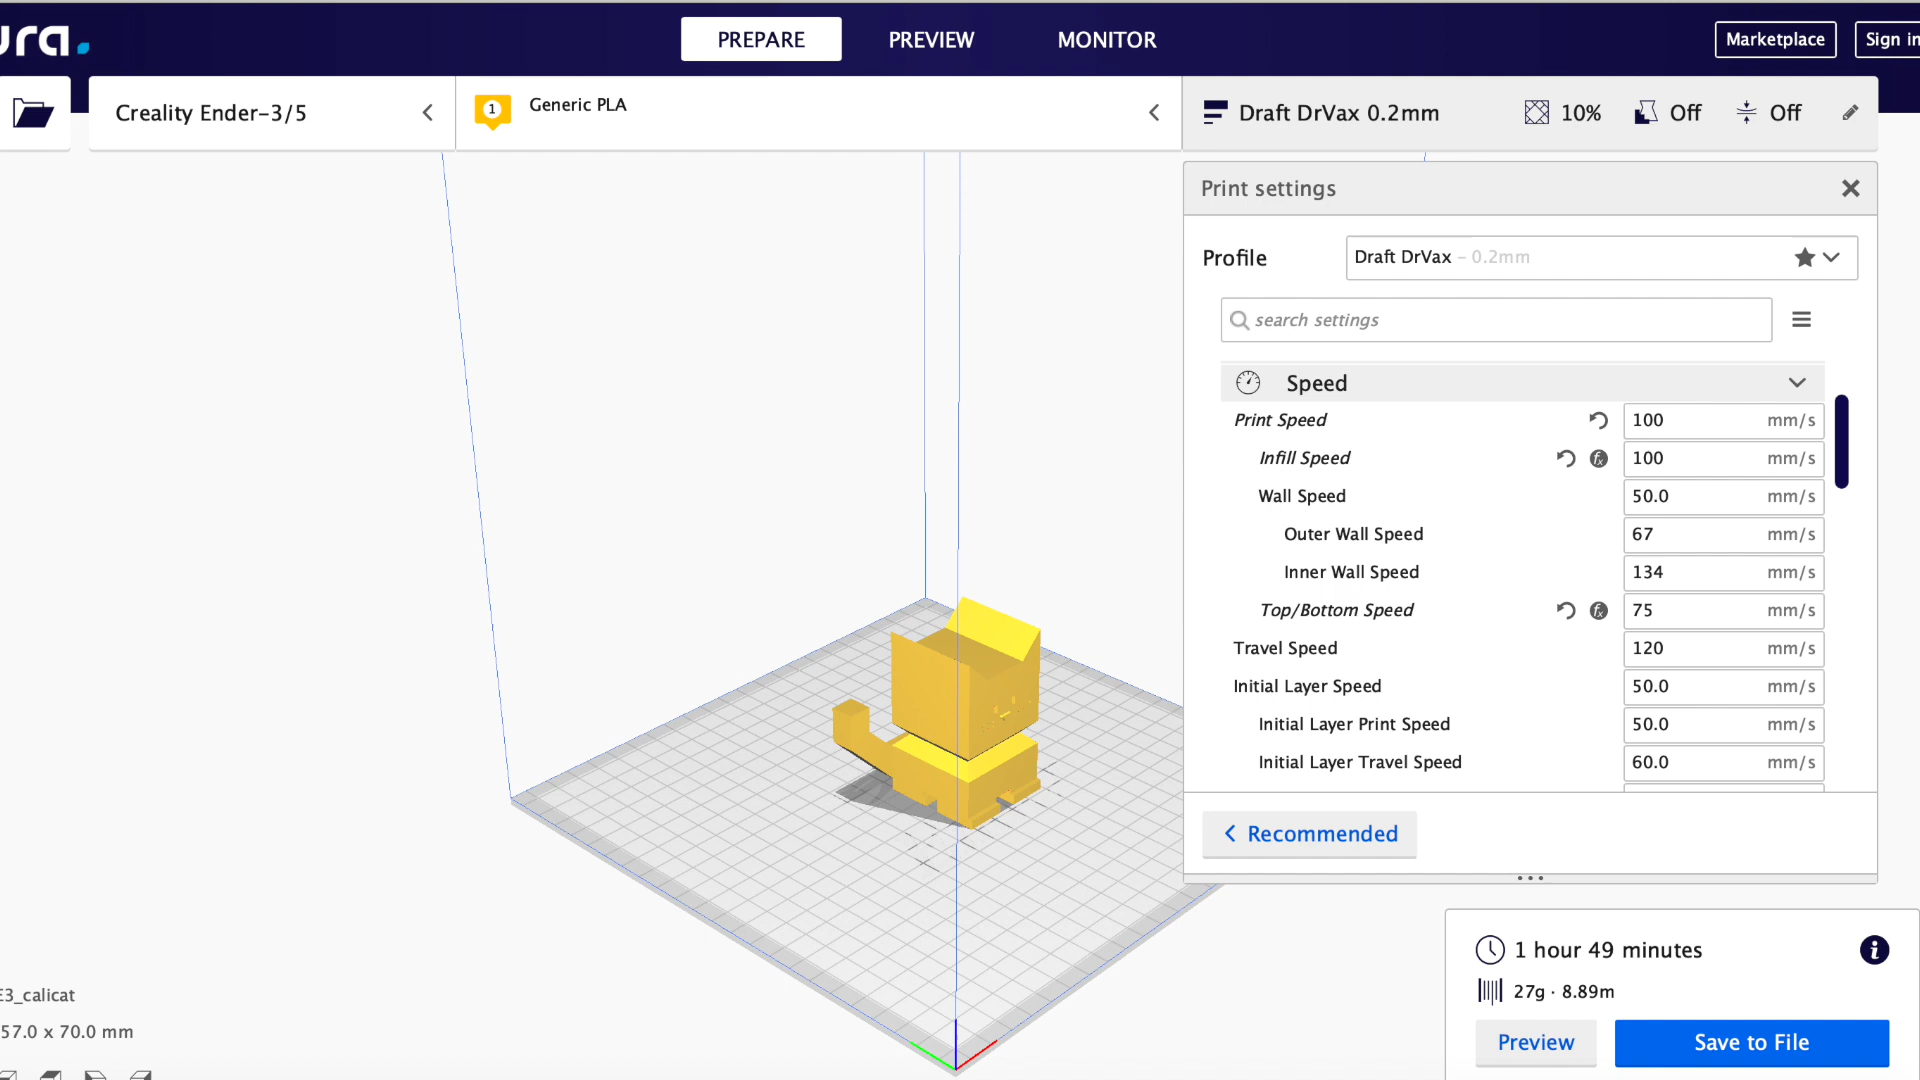 ura.
PREPARE
PREVIEW
MONITOR
Marketplace
Sign in
Creality Ender-3/5
1
Generic PLA
Draft DrVax 0.2mm
10%
Off
Off
Print settings
Profile
Draft DrVax – 0.2mm
search settings
Speed
Print Speed 100 mm/s
Infill Speed 100 mm/s
Wall Speed 50.0 mm/s
Outer Wall Speed 67 mm/s
Inner Wall Speed 134 mm/s
Top/Bottom Speed 75 mm/s
Travel Speed 120 mm/s
Initial Layer Speed 50.0 mm/s
Initial Layer Print Speed 50.0 mm/s
Initial Layer Travel Speed 60.0 mm/s
Recommended
1 hour 49 minutes
27g · 8.89m
Preview
Save to File
E3_calicat
57.0 x 70.0 mm